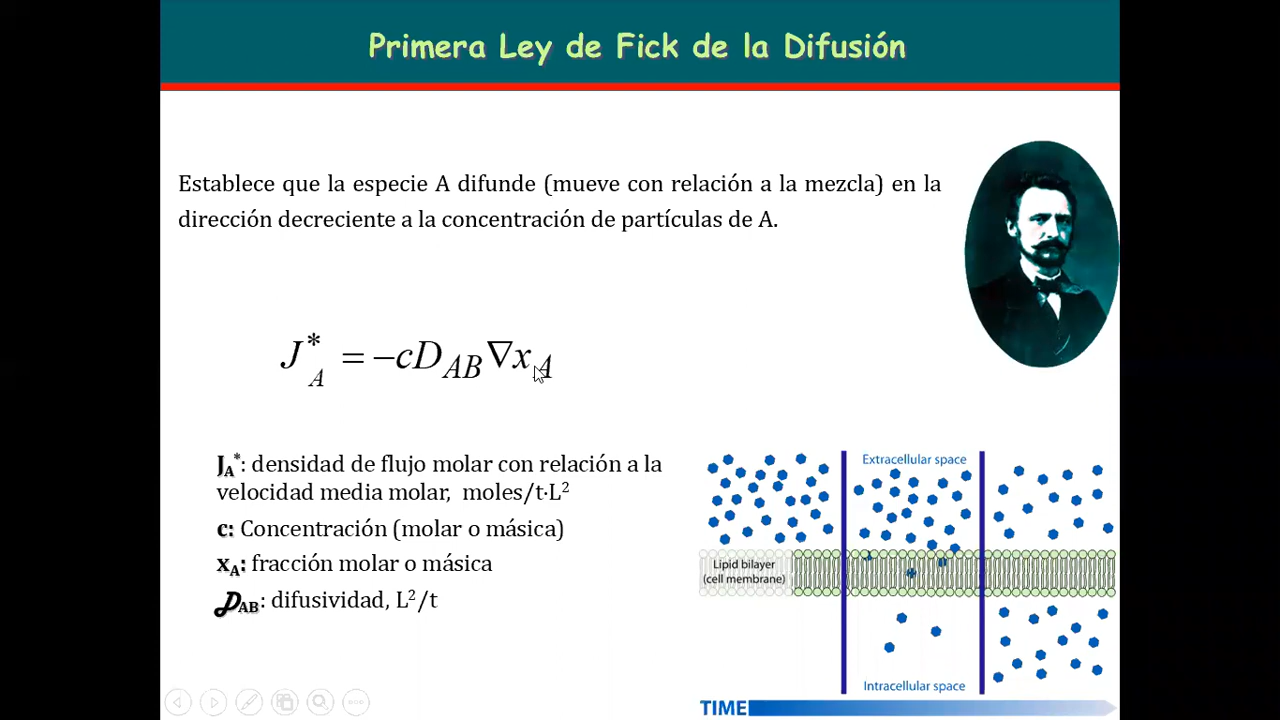 Primera Ley de Fick de la Difusión
Establece que la especie A difunde (mueve con relación a la mezcla) en la
dirección decreciente a la concentración de partículas de A.
J*A = −cDAB∇xA
JA*: densidad de flujo molar con relación a la
velocidad media molar, moles/t·L²
c: Concentración (molar o másica)
xA: fracción molar o másica
𝒟AB: difusividad, L²/t
Extracellular space
Lipid bilayer
(cell membrane)
Intracellular space
TIME